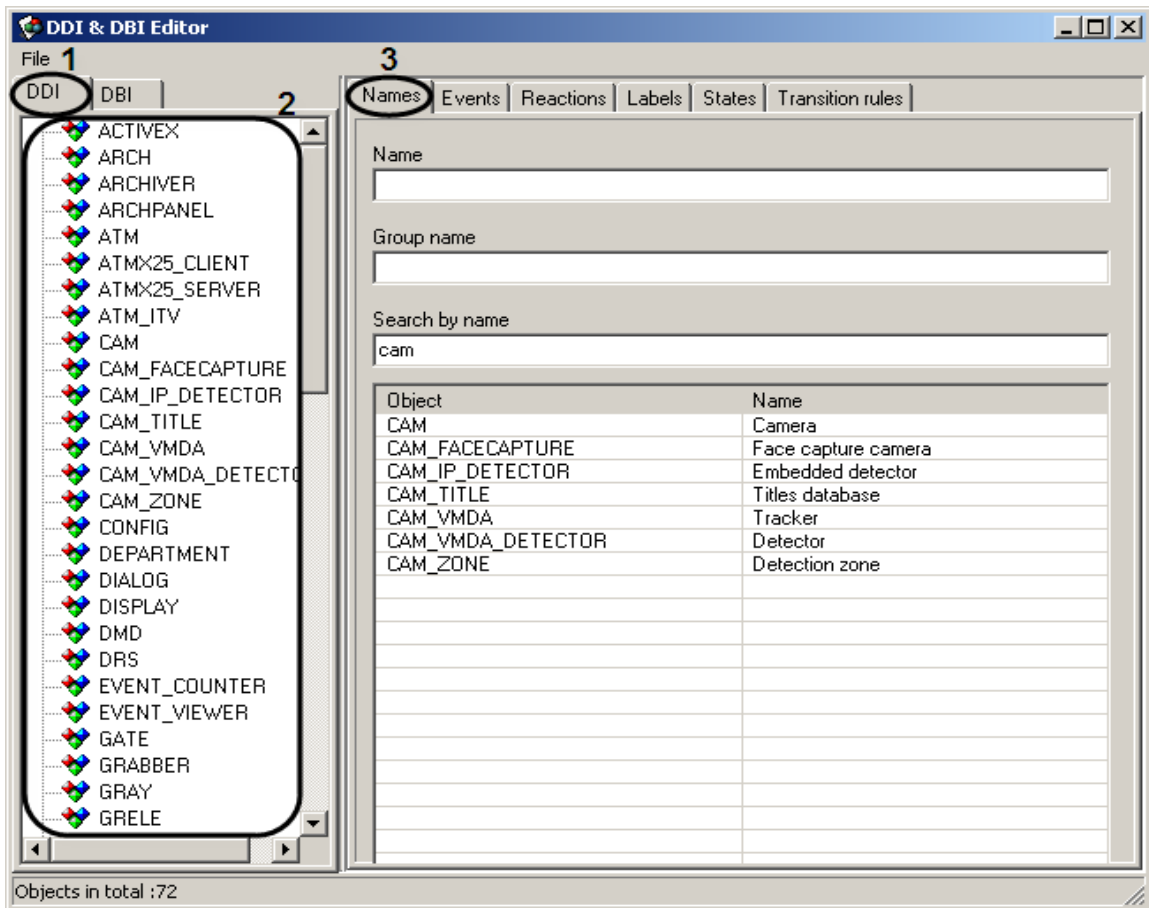 DDI & DBI Editor
File
1
3
DDI
DBI
2
Names
Events
Reactions
Labels
States
Transition rules
ACTIVEX
ARCH
ARCHIVER
ARCHPANEL
ATM
ATMX25_CLIENT
ATMX25_SERVER
ATM_ITV
CAM
CAM_FACECAPTURE
CAM_IP_DETECTOR
CAM_TITLE
CAM_VMDA
CAM_VMDA_DETECTO
CAM_ZONE
CONFIG
DEPARTMENT
DIALOG
DISPLAY
DMD
DRS
EVENT_COUNTER
EVENT_VIEWER
GATE
GRABBER
GRAY
GRELE
Name
Group name
Search by name
cam
Object Name
CAM Camera
CAM_FACECAPTURE Face capture camera
CAM_IP_DETECTOR Embedded detector
CAM_TITLE Titles database
CAM_VMDA Tracker
CAM_VMDA_DETECTOR Detector
CAM_ZONE Detection zone
Objects in total :72